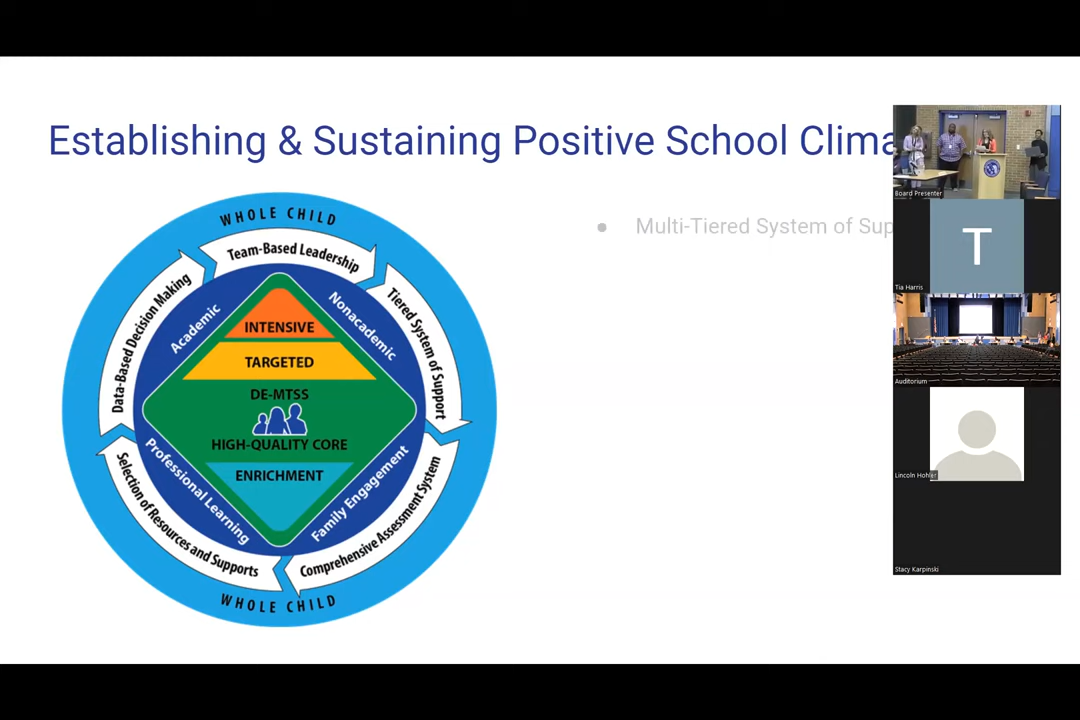 Establishing & Sustaining Positive School Clima
WHOLE CHILD
Team-Based Leadership
Data-Based Decision Making
Tiered System of Support
Academic
Nonacademic
INTENSIVE
TARGETED
DE-MTSS
HIGH-QUALITY CORE
ENRICHMENT
Professional Learning
Family Engagement
Selection of Resources and Supports
Comprehensive Assessment System
WHOLE CHILD
• Multi-Tiered System of Sup
Board Presenter
T
Tia Harris
Auditorium
Lincoln Hohler
Stacy Karpinski